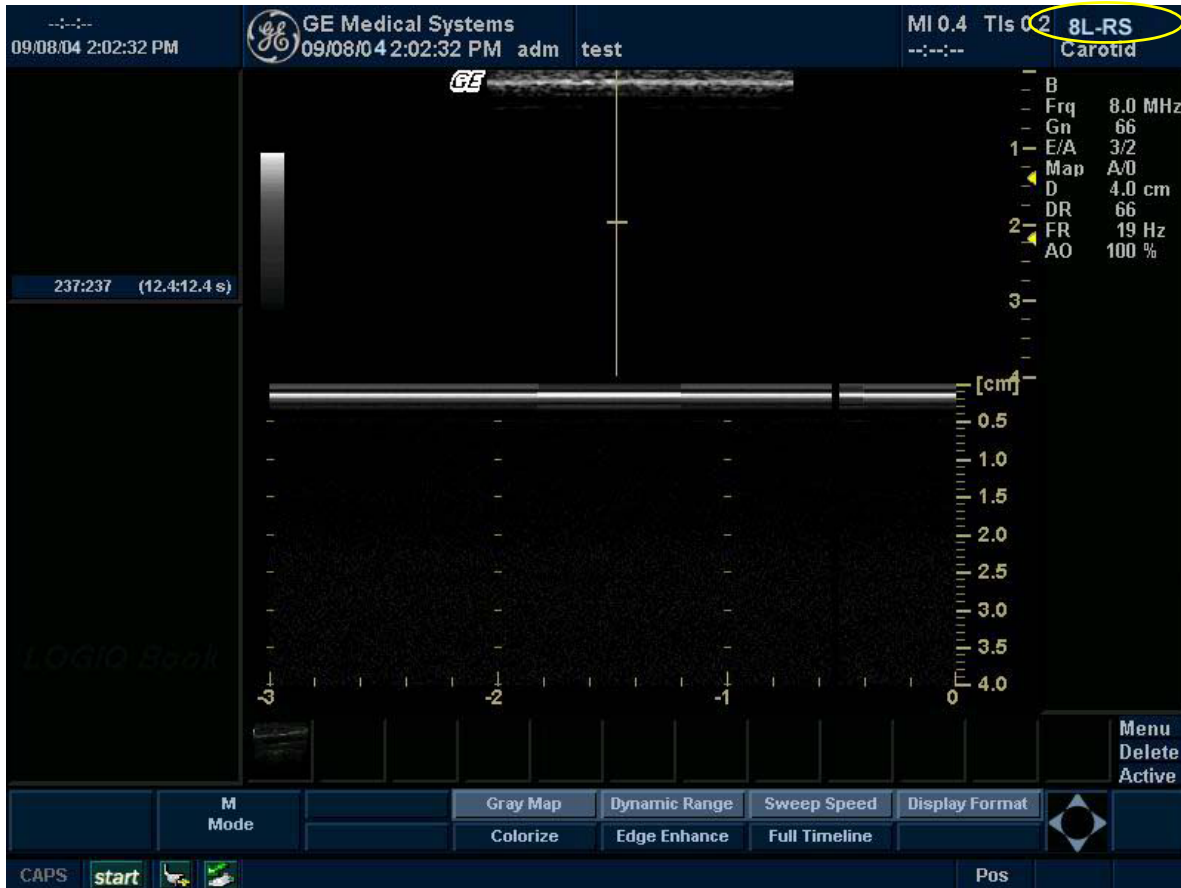 --:--:--
09/08/04 2:02:32 PM
GE Medical Systems
09/08/04 2:02:32 PM adm test
MI 0.4 TIs 0.2 8L-RS
--:--:-- Carotid
GE
B
Frq 8.0 MHz
Gn 66
E/A 3/2
Map A/0
D 4.0 cm
DR 66
FR 19 Hz
AO 100 %
1
2
3
4
237:237 (12.4:12.4 s)
[cm]
0.5
1.0
1.5
2.0
2.5
3.0
3.5
4.0
-3 -2 -1 0
LOGIQ Book
Menu
Delete
Active
M
Mode
Gray Map Dynamic Range Sweep Speed Display Format
Colorize Edge Enhance Full Timeline
CAPS start Pos